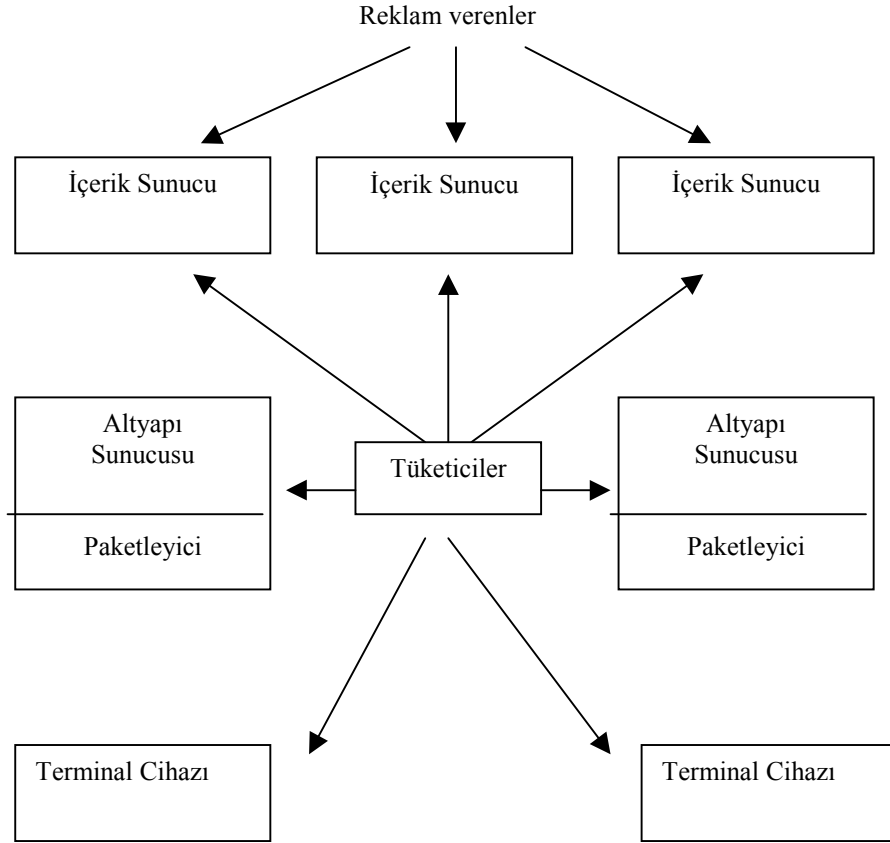 Reklam verenler
İçerik Sunucu
İçerik Sunucu
İçerik Sunucu
Altyapı
Sunucusu
Paketleyici
Tüketiciler
Altyapı
Sunucusu
Paketleyici
Terminal Cihazı
Terminal Cihazı